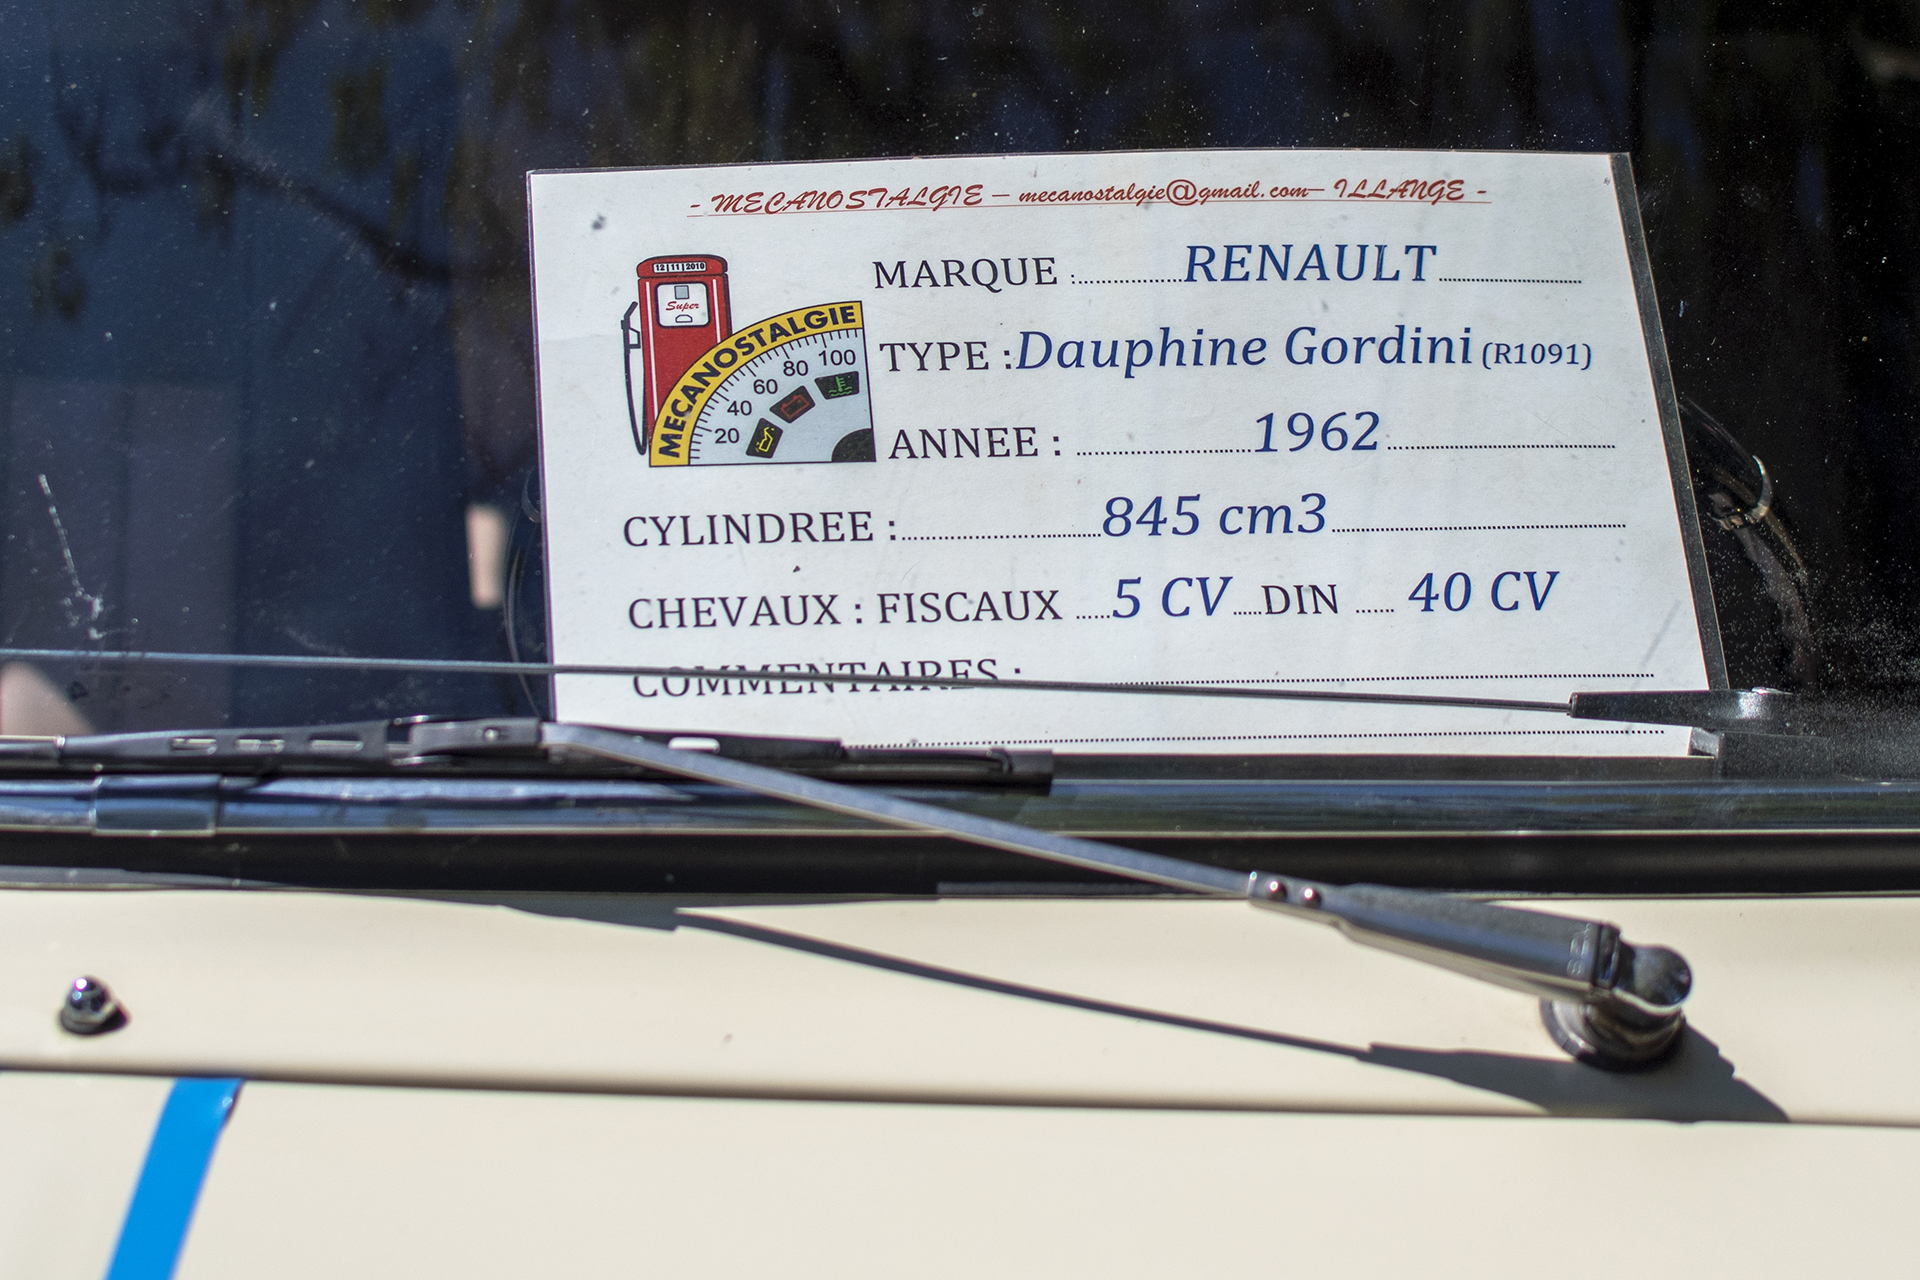 - MECANOSTALGIE – mecanostalgie@gmail.com– ILLANGE -
12|11|2010
Super
MECANOSTALGIE
20 40 60 80 100
MARQUE :..............RENAULT..................
TYPE :Dauphine Gordini (R1091)
ANNEE : ......................1962............................
CYLINDREE :.........................845 cm3....................................
CHEVAUX : FISCAUX .....5 CV.....DIN ...... 40 CV
COMMENTAIRES :